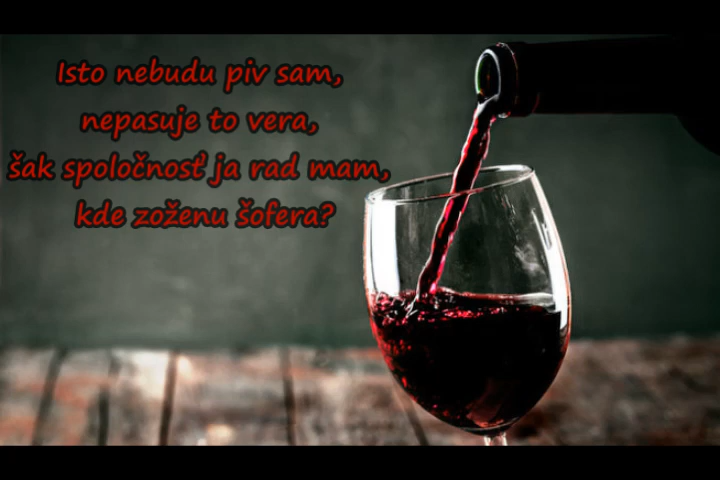 Isto nebudu piv sam,
nepasuje to vera,
šak spoločnosť ja rad mam,
kde zoženu šofera?